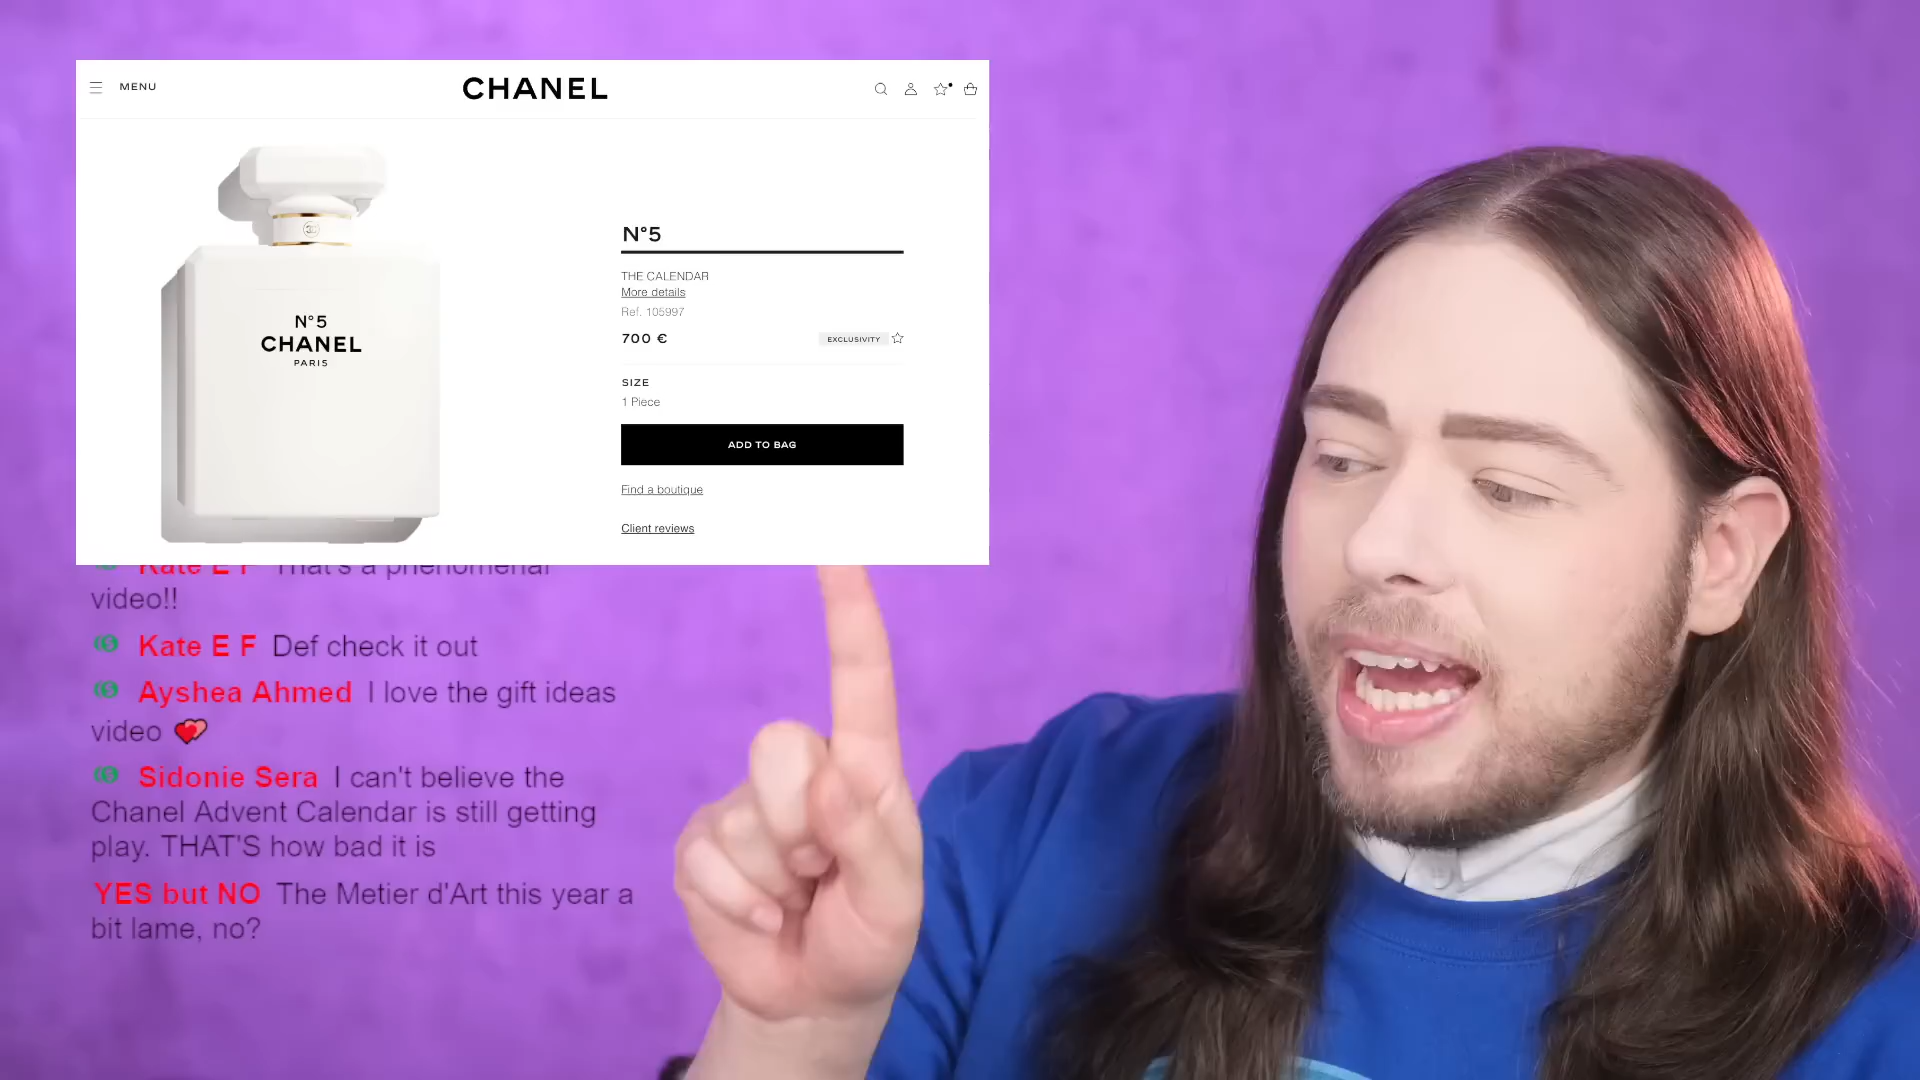 MENU
CHANEL
N°5
CHANEL
PARIS
N°5
THE CALENDAR
More details
Ref. 105997
700 €
EXCLUSIVITY
SIZE
1 Piece
ADD TO BAG
Find a boutique
Client reviews
Kate E F That's a phenomenal
video!!
Kate E F Def check it out
Ayshea Ahmed I love the gift ideas
video 💕
Sidonie Sera I can't believe the
Chanel Advent Calendar is still getting
play. THAT'S how bad it is
YES but NO The Metier d'Art this year a
bit lame, no?